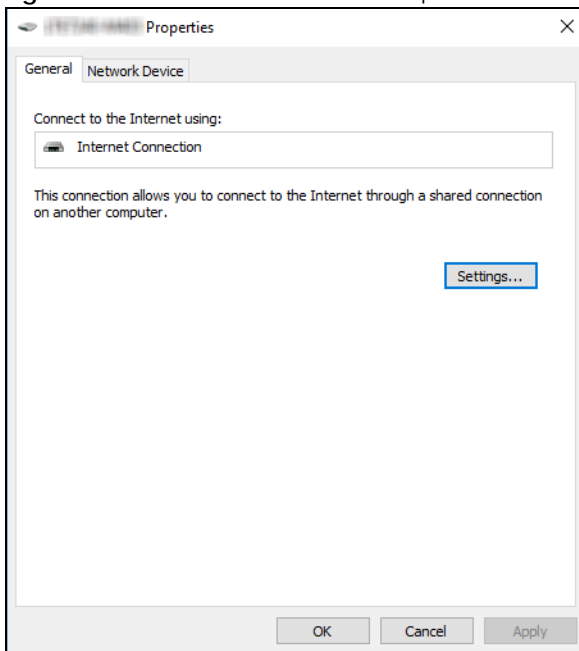 Properties
General Network Device
Connect to the Internet using:
Internet Connection
This connection allows you to connect to the Internet through a shared connection
on another computer.
Settings...
OK Cancel Apply